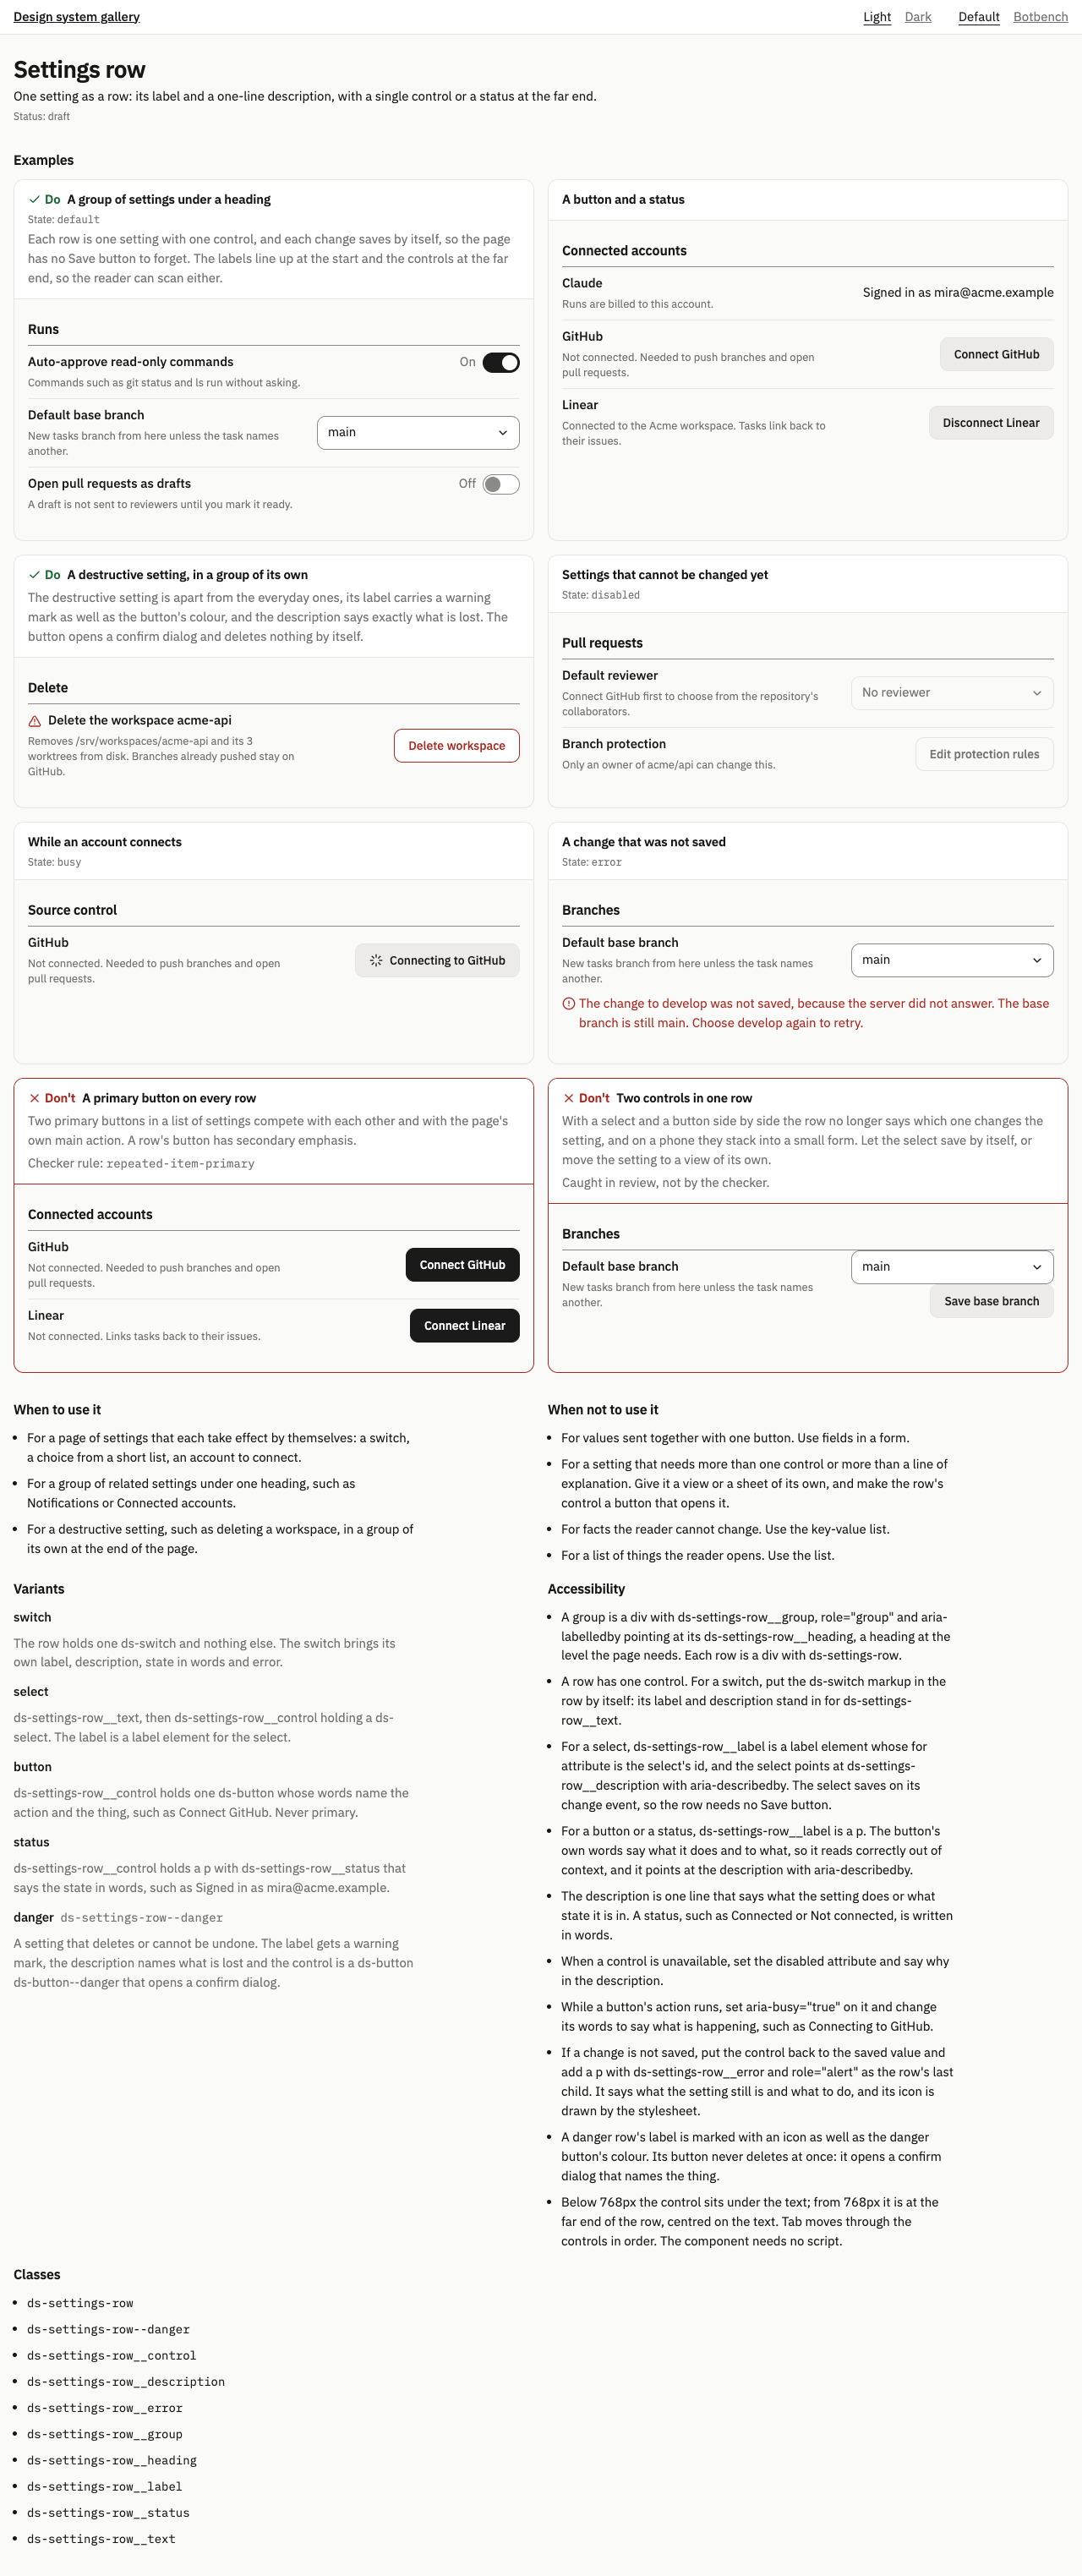 Design system gallery
Light Dark Default Botbench
Settings row
One setting as a row: its label and a one-line description, with a single control or a status at the far end.
Status: draft
Examples
Do A group of settings under a heading
State: default
Each row is one setting with one control, and each change saves by itself, so the page
has no Save button to forget. The labels line up at the start and the controls at the far
end, so the reader can scan either.
Runs
Auto-approve read-only commands
On
Commands such as git status and ls run without asking.
Default base branch
New tasks branch from here unless the task names
another.
main
Open pull requests as drafts
Off
A draft is not sent to reviewers until you mark it ready.
A button and a status
Connected accounts
Claude
Runs are billed to this account.
Signed in as mira@acme.example
GitHub
Not connected. Needed to push branches and open
pull requests.
Connect GitHub
Linear
Connected to the Acme workspace. Tasks link back to
their issues.
Disconnect Linear
Do A destructive setting, in a group of its own
The destructive setting is apart from the everyday ones, its label carries a warning
mark as well as the button's colour, and the description says exactly what is lost. The
button opens a confirm dialog and deletes nothing by itself.
Delete
Delete the workspace acme-api
Removes /srv/workspaces/acme-api and its 3
worktrees from disk. Branches already pushed stay on
GitHub.
Delete workspace
Settings that cannot be changed yet
State: disabled
Pull requests
Default reviewer
Connect GitHub first to choose from the repository's
collaborators.
No reviewer
Branch protection
Only an owner of acme/api can change this.
Edit protection rules
While an account connects
State: busy
Source control
GitHub
Not connected. Needed to push branches and open
pull requests.
Connecting to GitHub
A change that was not saved
State: error
Branches
Default base branch
New tasks branch from here unless the task names
another.
main
The change to develop was not saved, because the server did not answer. The base
branch is still main. Choose develop again to retry.
Don't A primary button on every row
Two primary buttons in a list of settings compete with each other and with the page's
own main action. A row's button has secondary emphasis.
Checker rule: repeated-item-primary
Connected accounts
GitHub
Not connected. Needed to push branches and open
pull requests.
Connect GitHub
Linear
Not connected. Links tasks back to their issues.
Connect Linear
Don't Two controls in one row
With a select and a button side by side the row no longer says which one changes the
setting, and on a phone they stack into a small form. Let the select save by itself, or
move the setting to a view of its own.
Caught in review, not by the checker.
Branches
Default base branch
New tasks branch from here unless the task names
another.
main
Save base branch
When to use it
For a page of settings that each take effect by themselves: a switch,
a choice from a short list, an account to connect.
For a group of related settings under one heading, such as
Notifications or Connected accounts.
For a destructive setting, such as deleting a workspace, in a group of
its own at the end of the page.
When not to use it
For values sent together with one button. Use fields in a form.
For a setting that needs more than one control or more than a line of
explanation. Give it a view or a sheet of its own, and make the row's
control a button that opens it.
For facts the reader cannot change. Use the key-value list.
For a list of things the reader opens. Use the list.
Variants
switch
The row holds one ds-switch and nothing else. The switch brings its
own label, description, state in words and error.
select
ds-settings-row__text, then ds-settings-row__control holding a ds-
select. The label is a label element for the select.
button
ds-settings-row__control holds one ds-button whose words name the
action and the thing, such as Connect GitHub. Never primary.
status
ds-settings-row__control holds a p with ds-settings-row__status that
says the state in words, such as Signed in as mira@acme.example.
danger ds-settings-row--danger
A setting that deletes or cannot be undone. The label gets a warning
mark, the description names what is lost and the control is a ds-button
ds-button--danger that opens a confirm dialog.
Accessibility
A group is a div with ds-settings-row__group, role="group" and aria-
labelledby pointing at its ds-settings-row__heading, a heading at the
level the page needs. Each row is a div with ds-settings-row.
A row has one control. For a switch, put the ds-switch markup in the
row by itself: its label and description stand in for ds-settings-
row__text.
For a select, ds-settings-row__label is a label element whose for
attribute is the select's id, and the select points at ds-settings-
row__description with aria-describedby. The select saves on its
change event, so the row needs no Save button.
For a button or a status, ds-settings-row__label is a p. The button's
own words say what it does and to what, so it reads correctly out of
context, and it points at the description with aria-describedby.
The description is one line that says what the setting does or what
state it is in. A status, such as Connected or Not connected, is written
in words.
When a control is unavailable, set the disabled attribute and say why
in the description.
While a button's action runs, set aria-busy="true" on it and change
its words to say what is happening, such as Connecting to GitHub.
If a change is not saved, put the control back to the saved value and
add a p with ds-settings-row__error and role="alert" as the row's last
child. It says what the setting still is and what to do, and its icon is
drawn by the stylesheet.
A danger row's label is marked with an icon as well as the danger
button's colour. Its button never deletes at once: it opens a confirm
dialog that names the thing.
Below 768px the control sits under the text; from 768px it is at the
far end of the row, centred on the text. Tab moves through the
controls in order. The component needs no script.
Classes
ds-settings-row
ds-settings-row--danger
ds-settings-row__control
ds-settings-row__description
ds-settings-row__error
ds-settings-row__group
ds-settings-row__heading
ds-settings-row__label
ds-settings-row__status
ds-settings-row__text